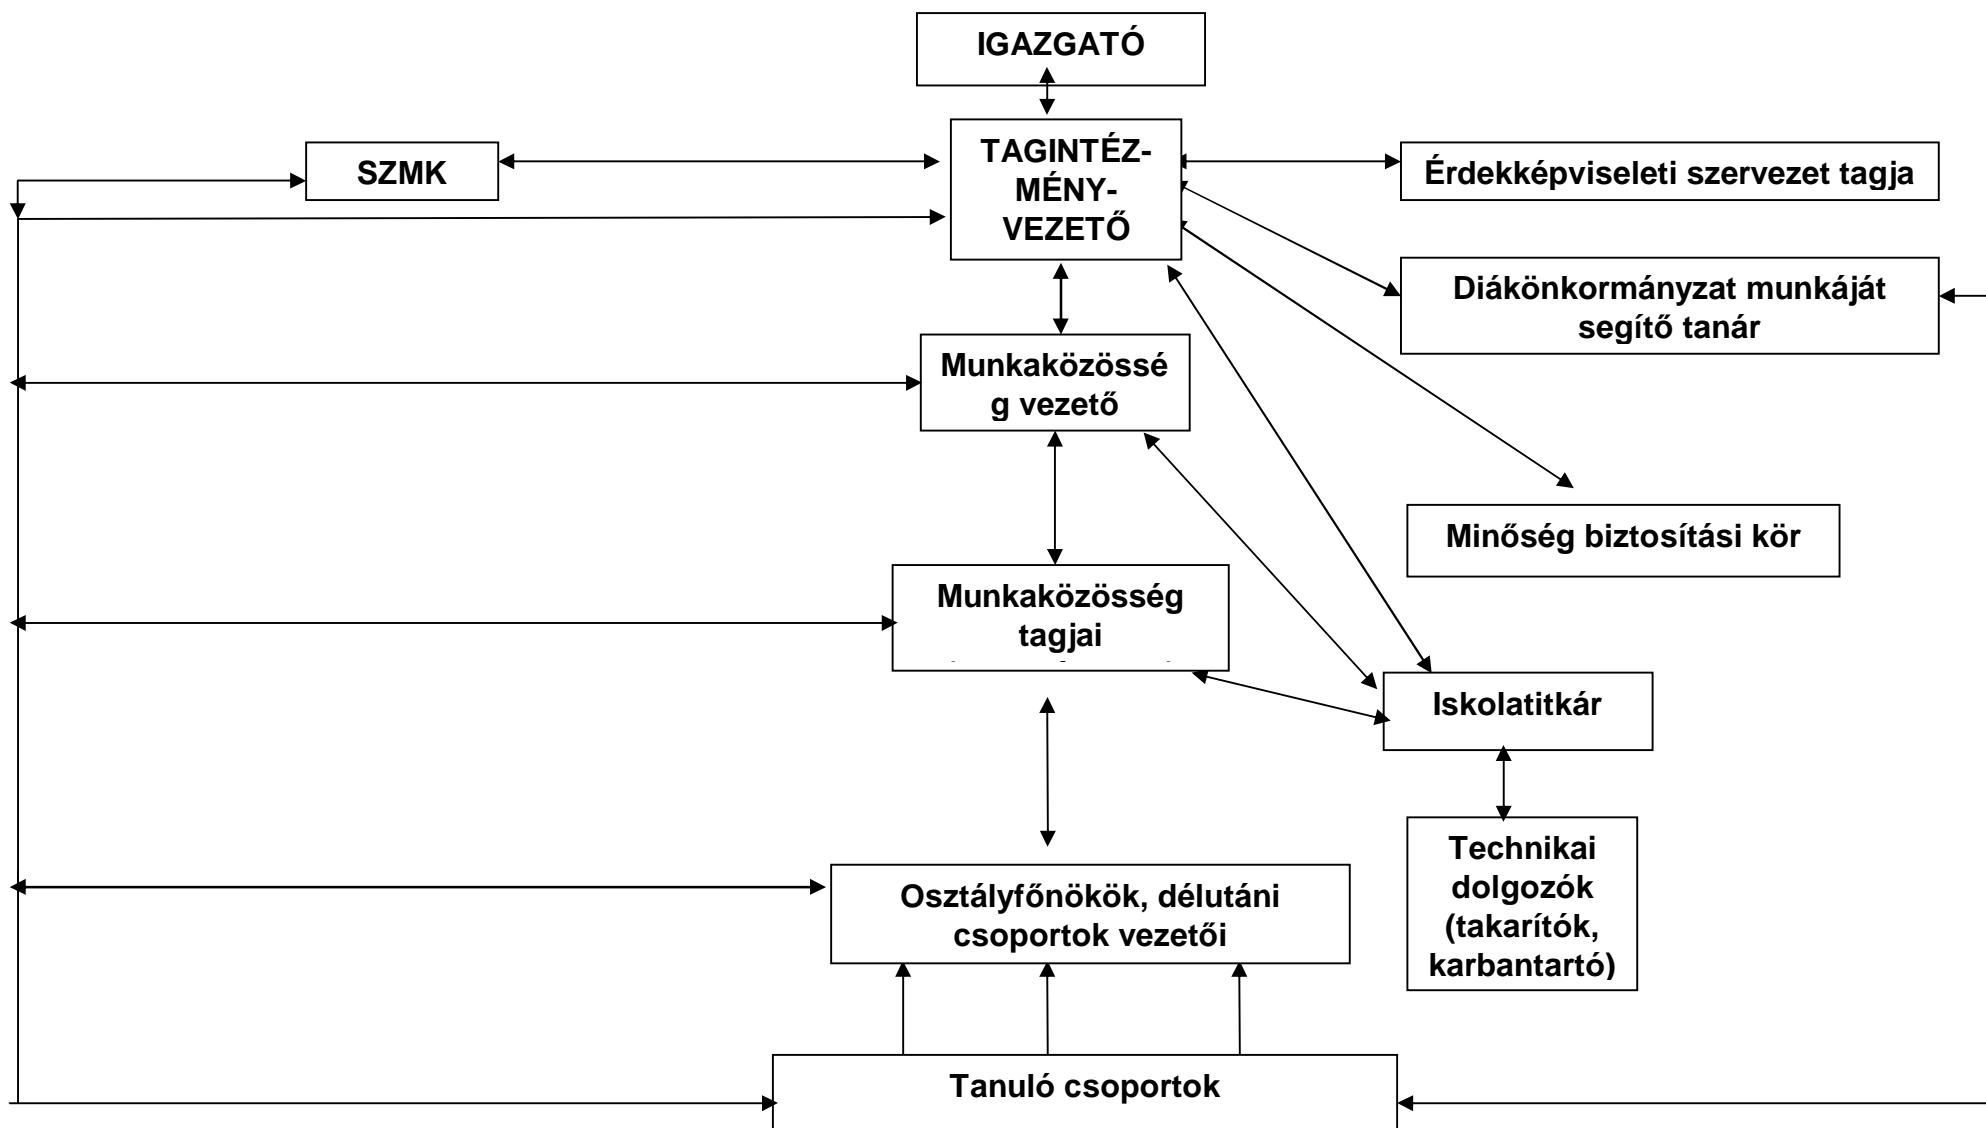 IGAZGATÓ
SZMK
TAGINTÉZ-
MÉNY-
VEZETŐ
Érdekképviseleti szervezet tagja
Diákönkormányzat munkáját
segítő tanár
Munkaközössé
g vezető
Minőség biztosítási kör
Munkaközösség
tagjai
Iskolatitkár
Technikai
dolgozók
(takarítók,
karbantartó)
Osztályfőnökök, délutáni
csoportok vezetői
Tanuló csoportok